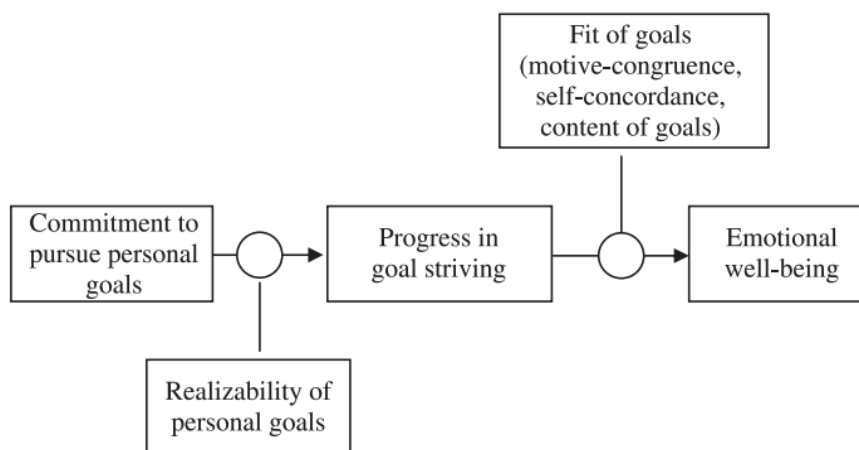 Fit of goals
(motive-congruence,
self-concordance,
content of goals)
Commitment to
pursue personal
goals
Progress in
goal striving
Emotional
well-being
Realizability of
personal goals